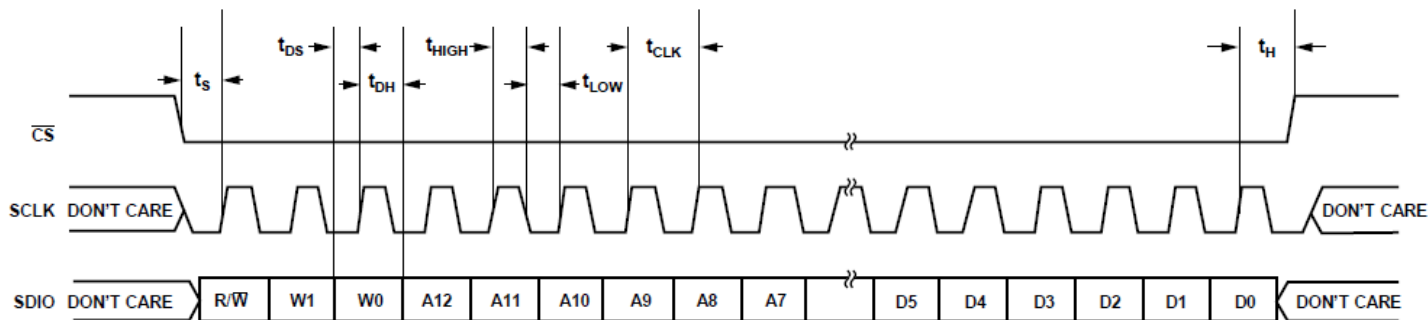 tDS tHIGH tCLK tH
tS tDH tLOW
CS
SCLK DON'T CARE DON'T CARE
SDIO DON'T CARE R/W W1 W0 A12 A11 A10 A9 A8 A7 D5 D4 D3 D2 D1 D0 DON'T CARE